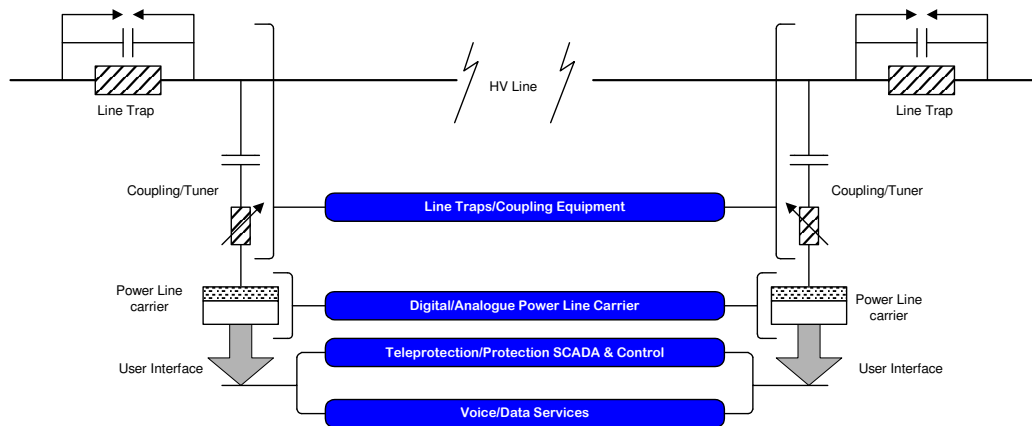 HV Line
Line Trap
Line Trap
Coupling/Tuner
Coupling/Tuner
Line Traps/Coupling Equipment
Power Line
carrier
Digital/Analogue Power Line Carrier
Power Line
carrier
Teleprotection/Protection SCADA & Control
User Interface
User Interface
Voice/Data Services